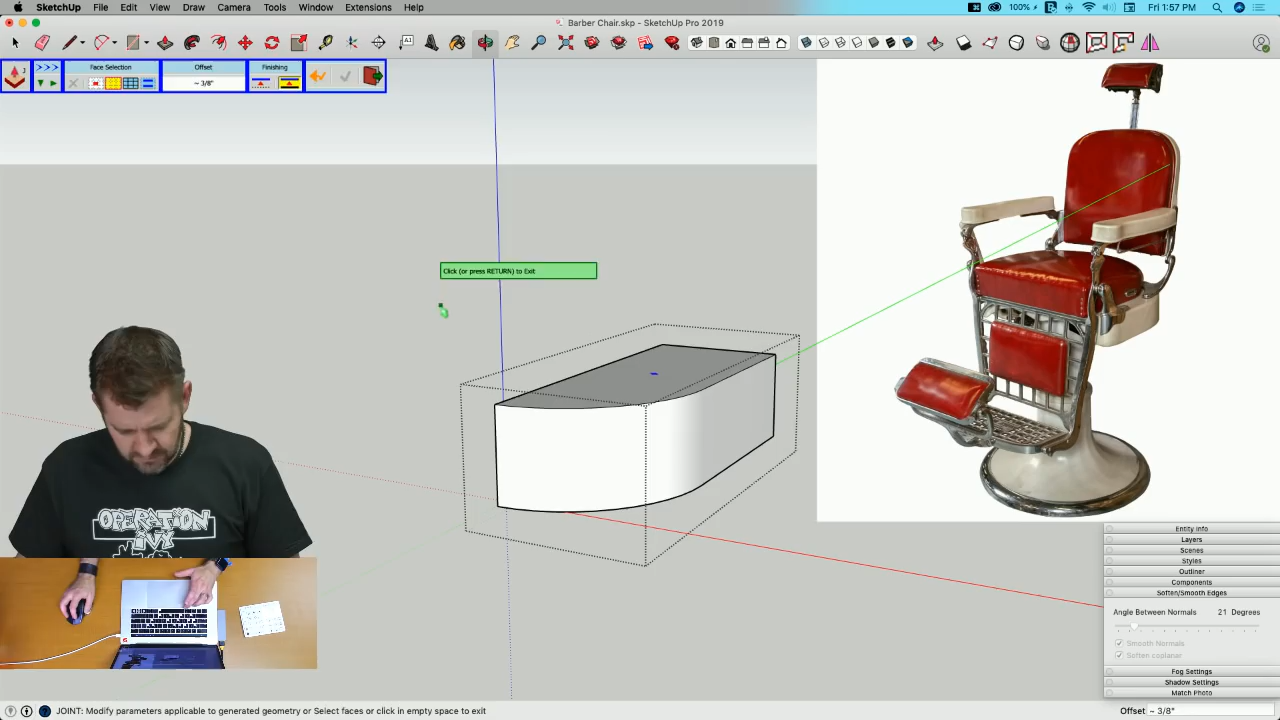 SketchUp File Edit View Draw Camera Tools Window Extensions Help
100% Fri 1:57 PM
Barber Chair.skp - SketchUp Pro 2019
>>> Face Selection Offset Finishing
~ 3/8"
Click (or press RETURN) to Exit
OPERATION
IVY
Entity Info
Layers
Scenes
Styles
Outliner
Components
Soften/Smooth Edges
Angle Between Normals 21 Degrees
Smooth Normals
Soften coplanar
Fog Settings
Shadow Settings
Match Photo
JOINT: Modify parameters applicable to generated geometry or Select faces or click in empty space to exit
Offset ~ 3/8"